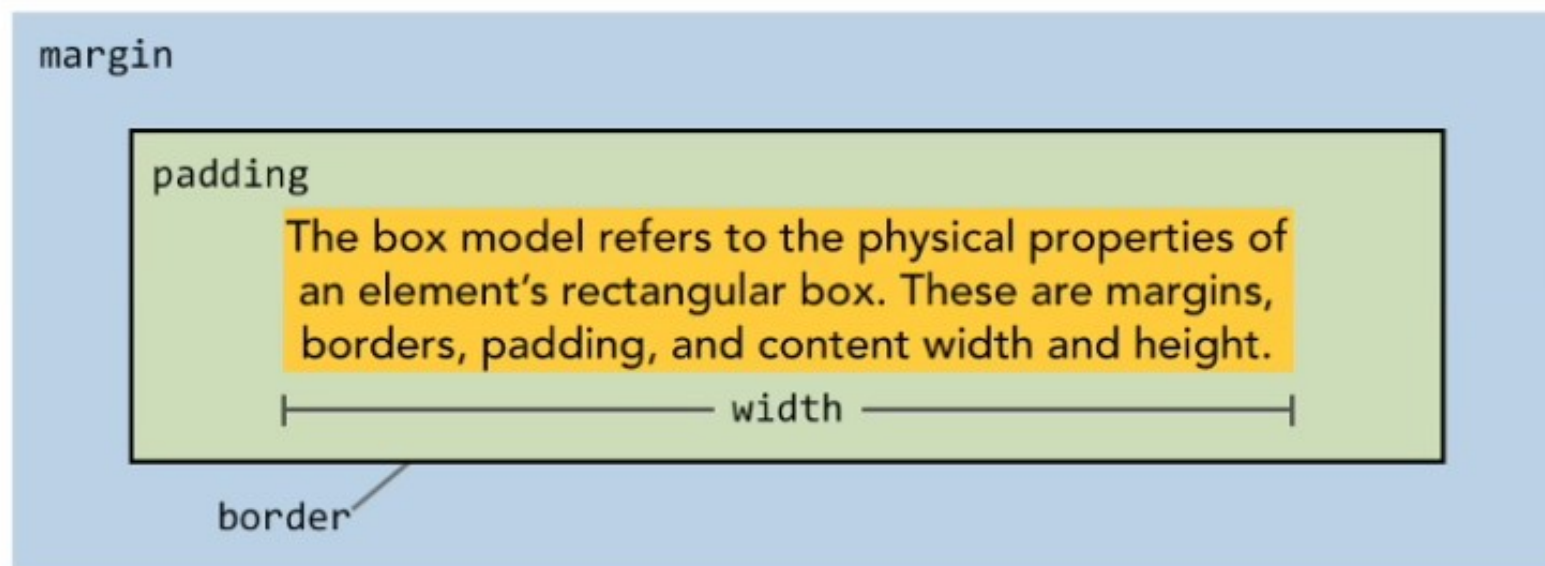 margin
padding
The box model refers to the physical properties of
an element’s rectangular box. These are margins,
borders, padding, and content width and height.
width
border